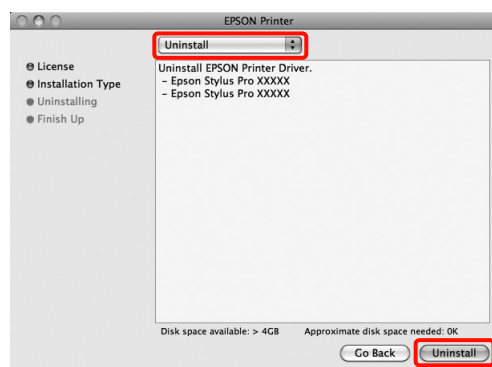 EPSON Printer
Uninstall
License
Installation Type
Uninstalling
Finish Up
Uninstall EPSON Printer Driver.
– Epson Stylus Pro XXXXX
– Epson Stylus Pro XXXXX
Disk space available: > 4GB Approximate disk space needed: 0K
Go Back Uninstall